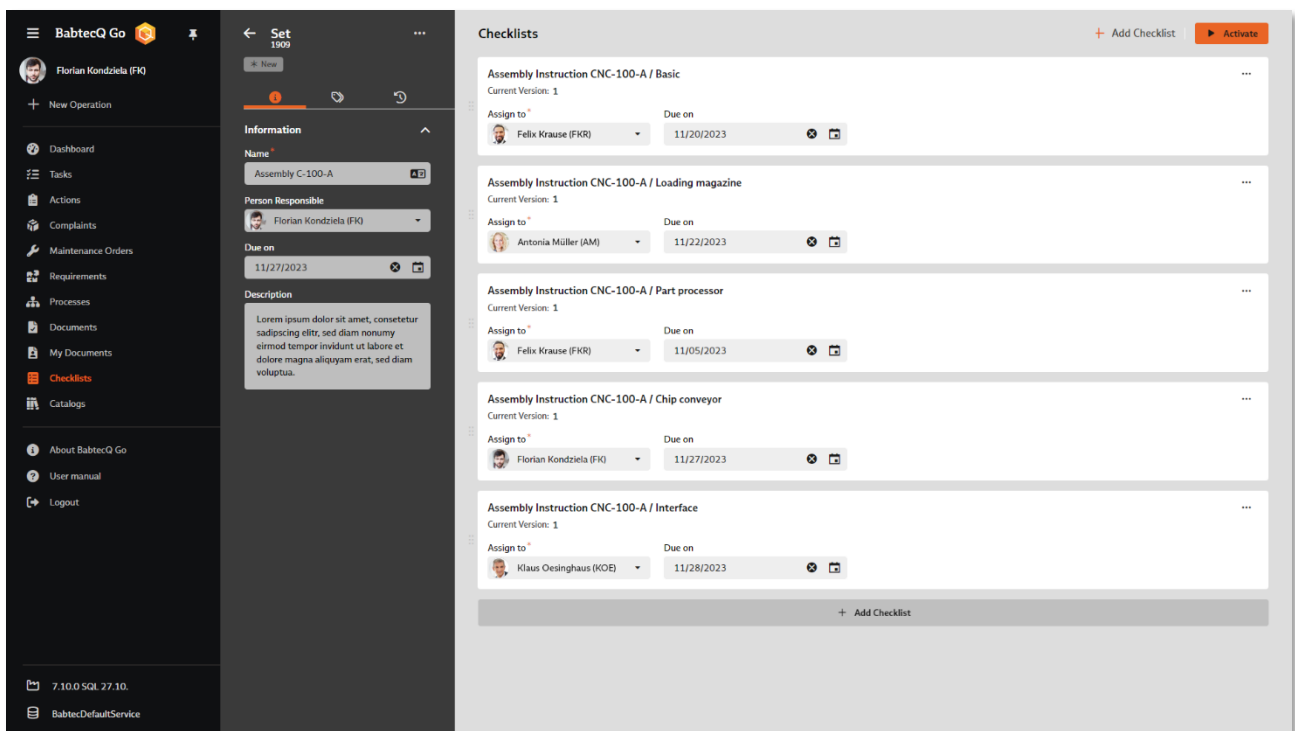 BabtecQ Go
Florian Kondziela (FK)
New Operation
Dashboard
Tasks
Actions
Complaints
Maintenance Orders
Requirements
Processes
Documents
My Documents
Checklists
Catalogs
About BabtecQ Go
User manual
Logout
7.10.0 SQL 27.10.
BabtecDefaultService
Set
1909
New
Information
Name*
Assembly C-100-A
Person Responsible
Florian Kondziela (FK)
Due on
11/27/2023
Description
Lorem ipsum dolor sit amet, consetetur
sadipscing elitr, sed diam nonumy
eirmod tempor invidunt ut labore et
dolore magna aliquyam erat, sed diam
voluptua.
Checklists
Add Checklist
Activate
Assembly Instruction CNC-100-A / Basic
Current Version: 1
Assign to* Due on
Felix Krause (FKR) 11/20/2023
Assembly Instruction CNC-100-A / Loading magazine
Current Version: 1
Assign to* Due on
Antonia Müller (AM) 11/22/2023
Assembly Instruction CNC-100-A / Part processor
Current Version: 1
Assign to* Due on
Felix Krause (FKR) 11/05/2023
Assembly Instruction CNC-100-A / Chip conveyor
Current Version: 1
Assign to* Due on
Florian Kondziela (FK) 11/27/2023
Assembly Instruction CNC-100-A / Interface
Current Version: 1
Assign to* Due on
Klaus Oesinghaus (KOE) 11/28/2023
Add Checklist